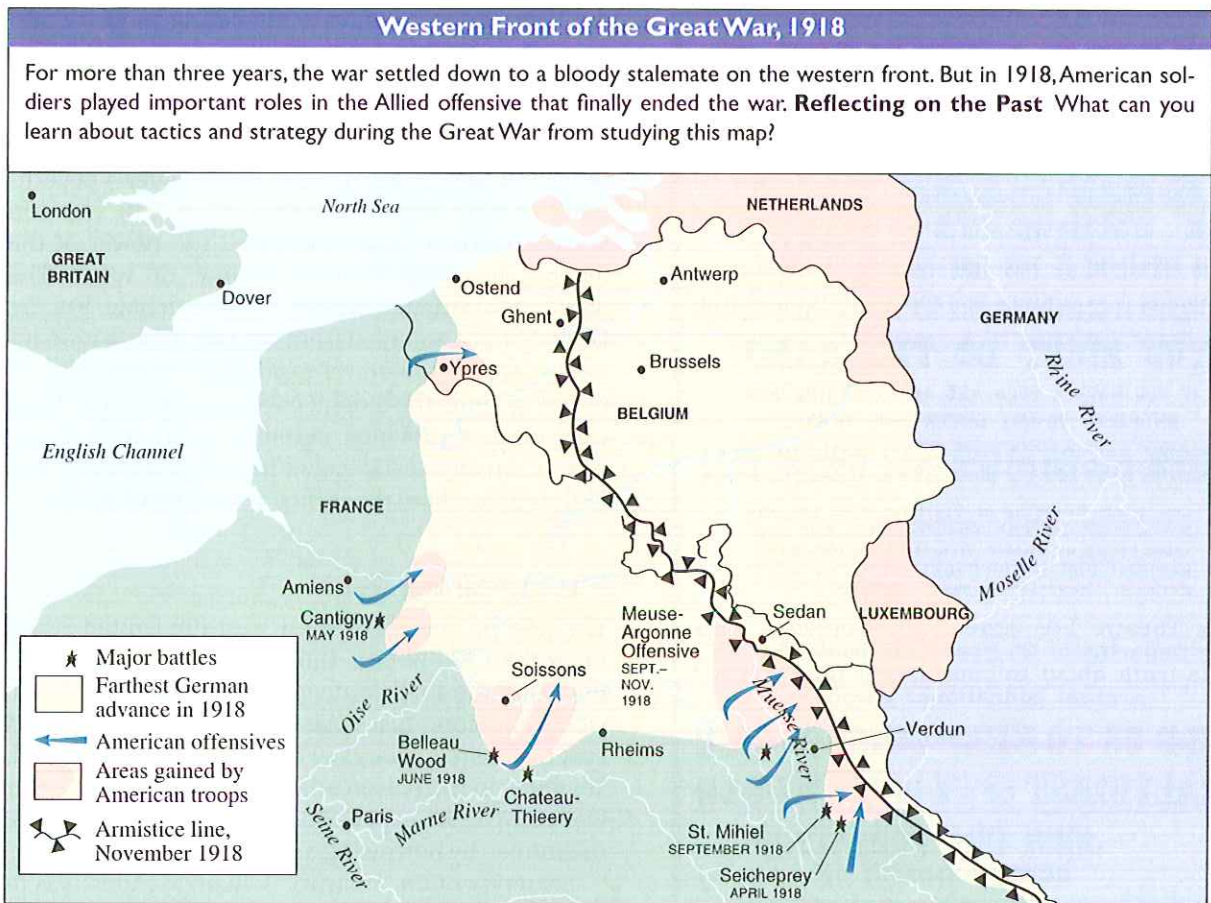 Western Front of the Great War, 1918
For more than three years, the war settled down to a bloody stalemate on the western front. But in 1918, American sol-
diers played important roles in the Allied offensive that finally ended the war. Reflecting on the Past What can you
learn about tactics and strategy during the Great War from studying this map?
London
North Sea
NETHERLANDS
GREAT
BRITAIN
Dover
Ostend
Antwerp
Ghent
GERMANY
Ypres
Brussels
Rhine River
BELGIUM
English Channel
FRANCE
Amiens
Cantigny
MAY 1918
Meuse-
Argonne
Offensive
SEPT.–
NOV.
1918
Sedan
LUXEMBOURG
Moselle River
Oise River
Soissons
Muesse River
Verdun
Belleau
Wood
JUNE 1918
Rheims
Chateau-
Thieery
Marne River
Seine River
Paris
St. Mihiel
SEPTEMBER 1918
Seicheprey
APRIL 1918
Major battles
Farthest German
advance in 1918
American offensives
Areas gained by
American troops
Armistice line,
November 1918